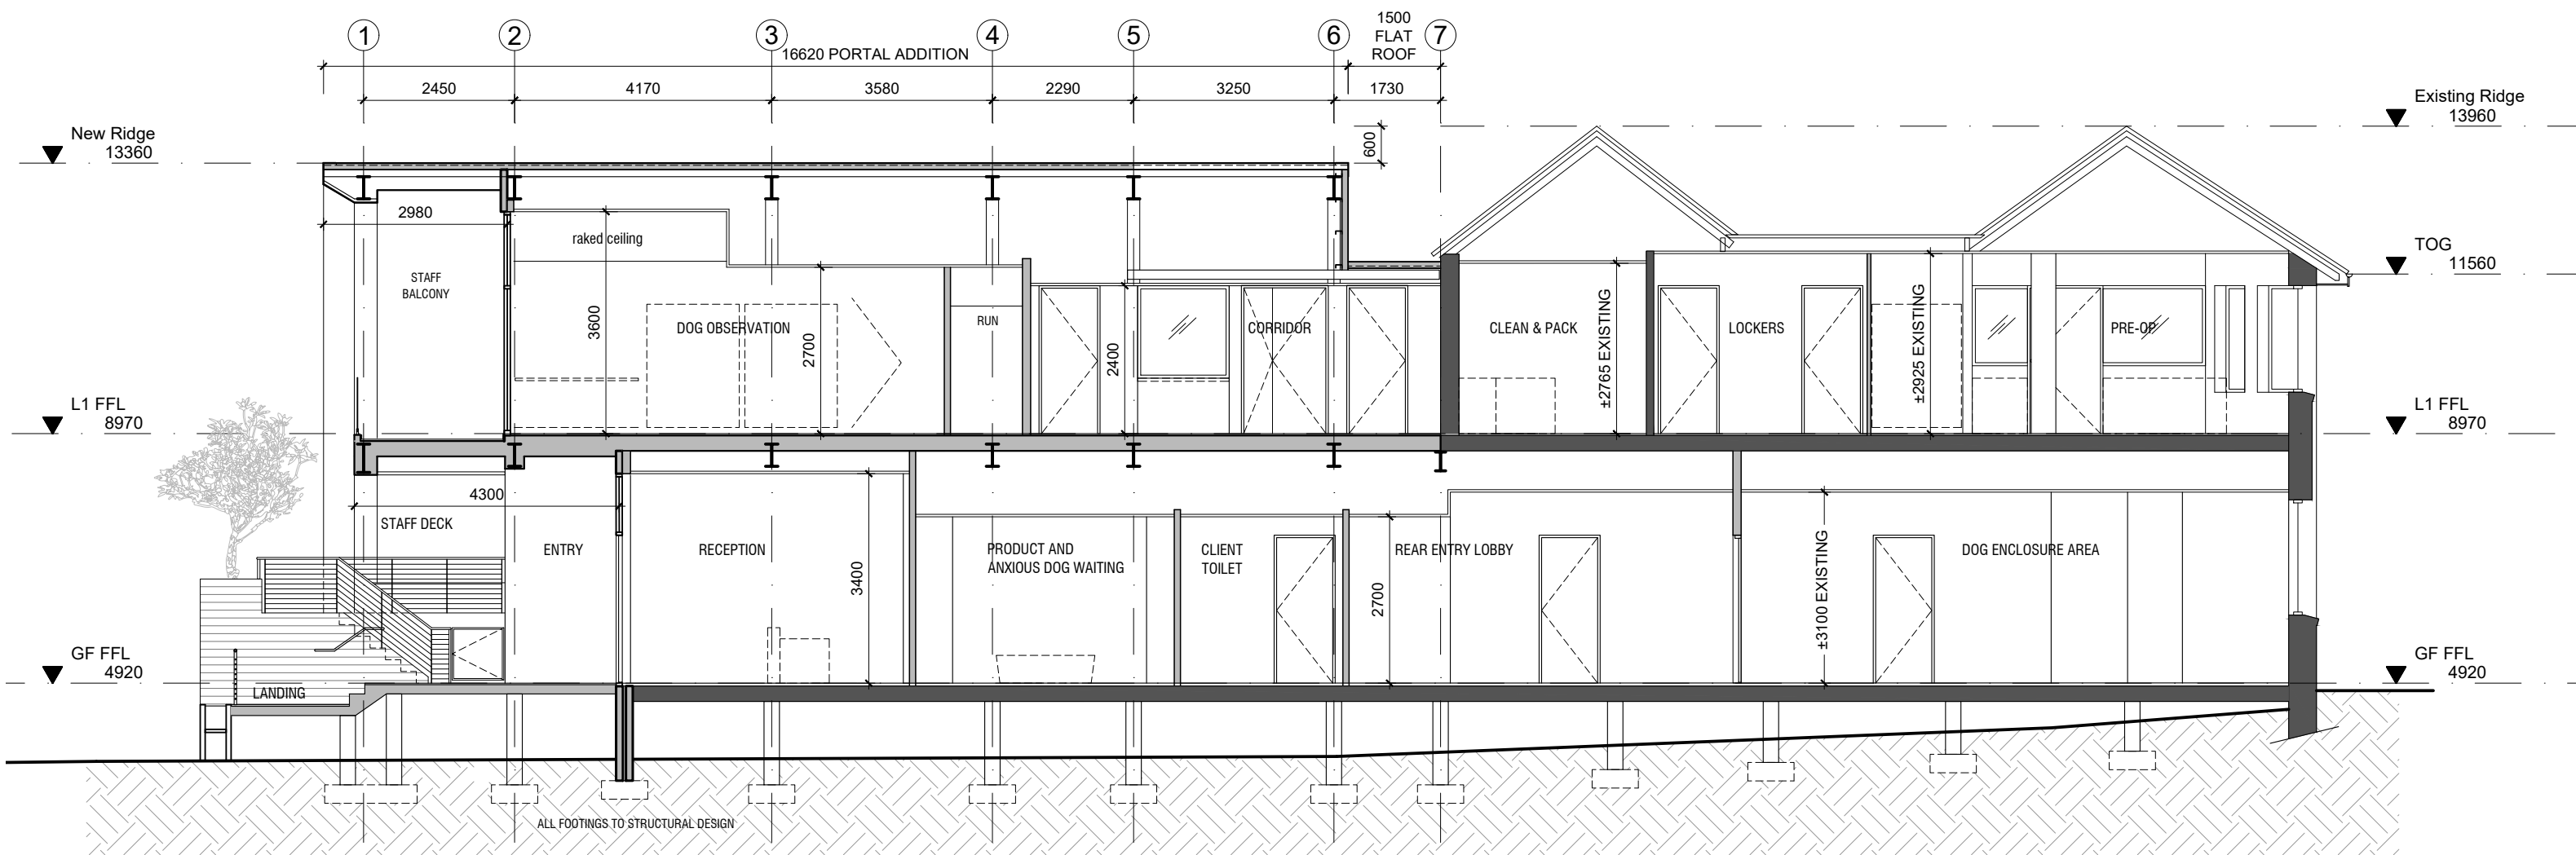 1
2
3
4
5
6
1500
FLAT
ROOF
7
16620 PORTAL ADDITION
2450
4170
3580
2290
3250
1730
New Ridge
13360
Existing Ridge
13960
600
2980
raked ceiling
TOG
11560
STAFF
BALCONY
3600
DOG OBSERVATION
2700
RUN
2400
CORRIDOR
CLEAN & PACK
±2765 EXISTING
LOCKERS
±2925 EXISTING
PRE-OP
L1 FFL
8970
L1 FFL
8970
4300
STAFF DECK
ENTRY
RECEPTION
3400
PRODUCT AND
ANXIOUS DOG WAITING
CLIENT
TOILET
2700
REAR ENTRY LOBBY
±3100 EXISTING
DOG ENCLOSURE AREA
GF FFL
4920
GF FFL
4920
LANDING
ALL FOOTINGS TO STRUCTURAL DESIGN